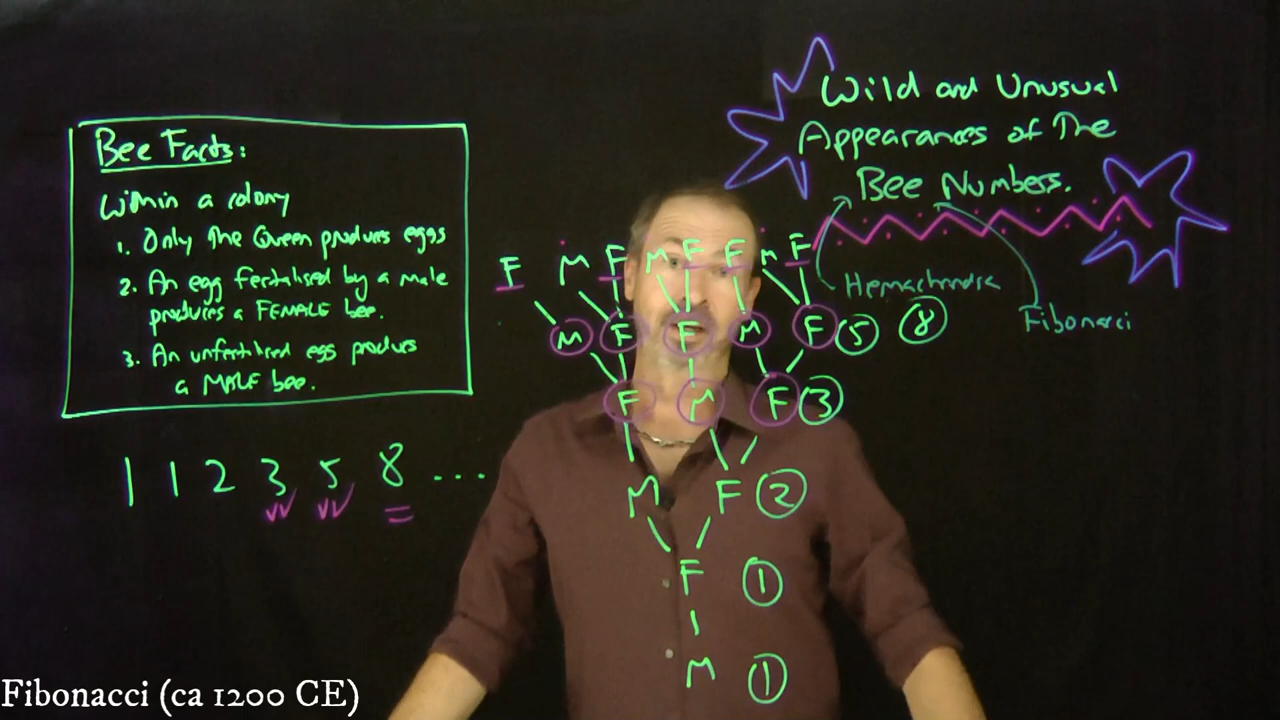 Wild and Unusual
Appearances of The
Bee Numbers.
Bee Facts:
Within a colony
1. Only The Queen produces eggs
2. An egg fertalised by a male
produces a FEMALE bee.
3. An unfertilised egg produces
a MALE bee.
1 1 2 3 5 8 ...
F M F M F F M F
M F F M F 5 8
F M F 3
M F 2
F 1
M 1
Hemachandra
Fibonacci
Fibonacci (ca 1200 CE)